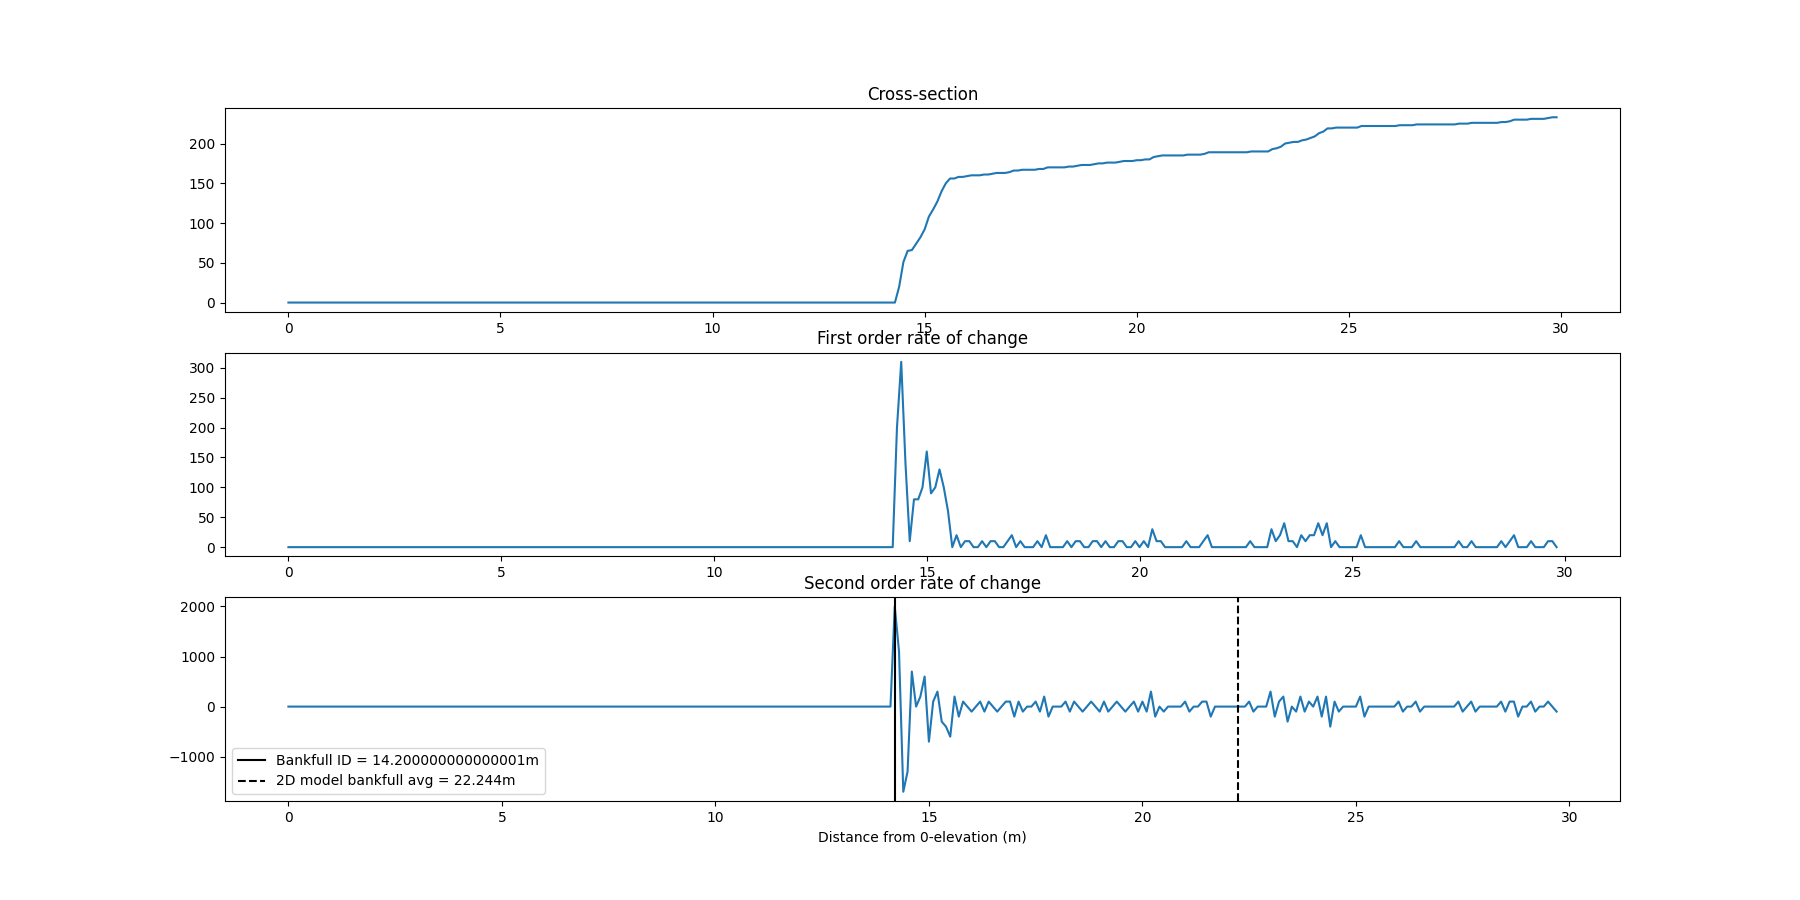 Cross-section
200
150
100
50
0
0 5 10 15 20 25 30
First order rate of change
300
250
200
150
100
50
0
0 5 10 15 20 25 30
Second order rate of change
2000
1000
0
−1000
Bankfull ID = 14.200000000000001m
2D model bankfull avg = 22.244m
0 5 10 15 20 25 30
Distance from 0-elevation (m)